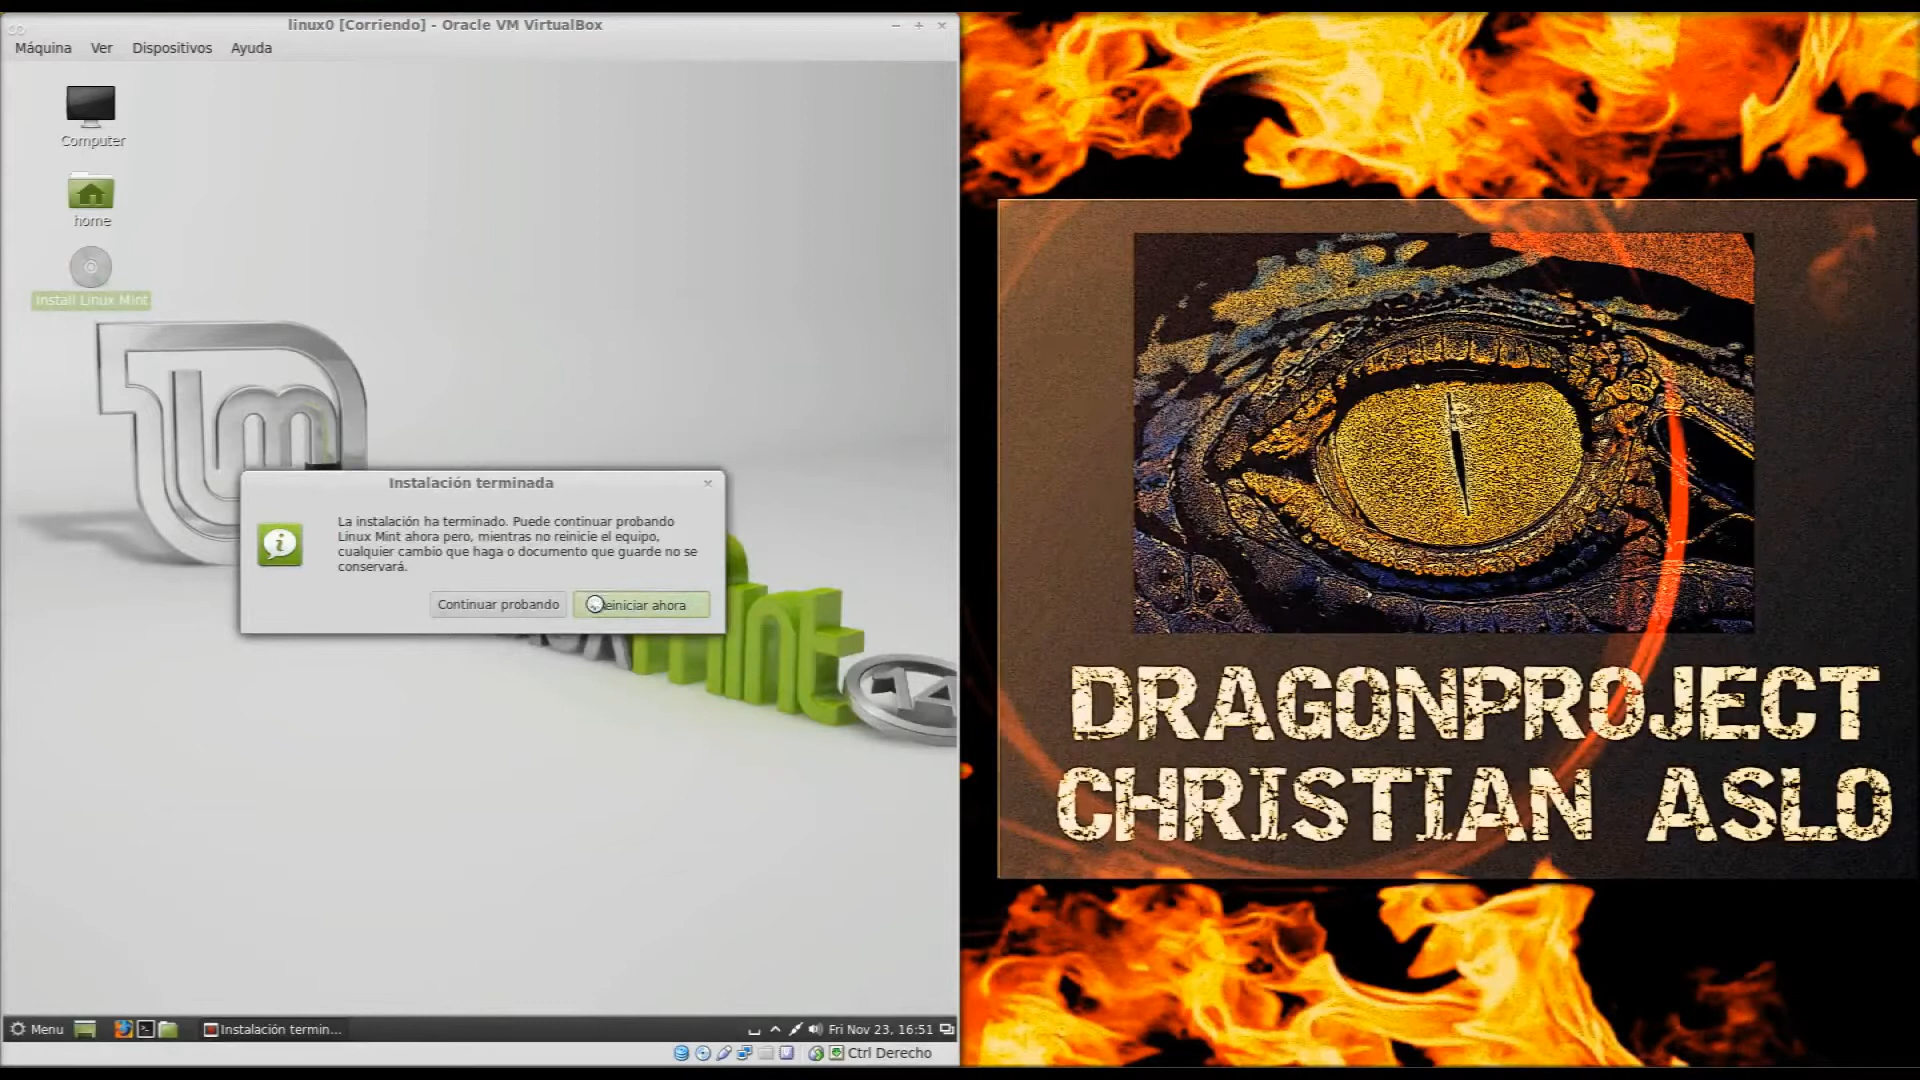 linux0 [Corriendo] - Oracle VM VirtualBox
Máquina Ver Dispositivos Ayuda
Computer
home
Install Linux Mint
Instalación terminada
La instalación ha terminado. Puede continuar probando
Linux Mint ahora pero, mientras no reinicie el equipo,
cualquier cambio que haga o documento que guarde no se
conservará.
Continuar probando
mint
14
DRAGONPROJECT
CHRISTIAN ASLO
Menu
Instalación termin...
Fri Nov 23, 16:51
Ctrl Derecho